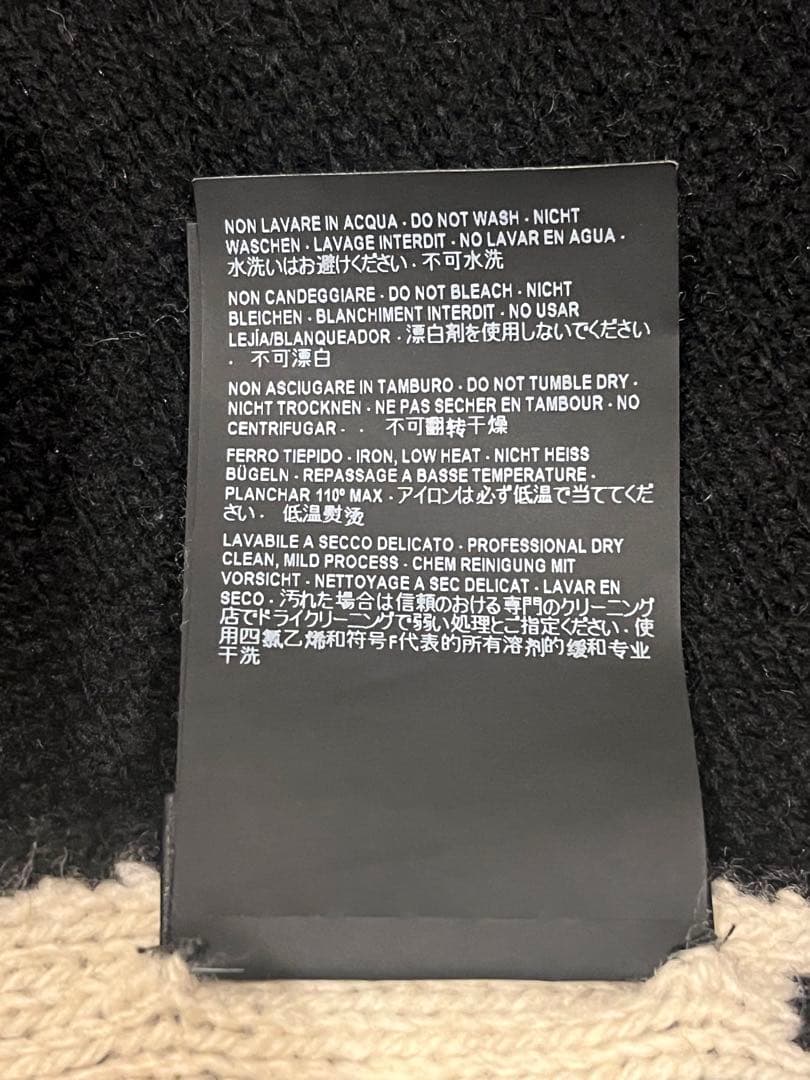 NON LAVARE IN ACQUA - DO NOT WASH - NICHT
WASCHEN - LAVAGE INTERDIT - NO LAVAR EN AGUA -
水洗いはお避けください - 不可水洗
NON CANDEGGIARE - DO NOT BLEACH - NICHT
BLEICHEN - BLANCHIMENT INTERDIT - NO USAR
LEJÍA/BLANQUEADOR - 漂白剤を使用しないでください
- 不可漂白
NON ASCIUGARE IN TAMBURO - DO NOT TUMBLE DRY -
NICHT TROCKNEN - NE PAS SECHER EN TAMBOUR - NO
CENTRIFUGAR - - 不可翻转干燥
FERRO TIEPIDO - IRON, LOW HEAT - NICHT HEISS
BÜGELN - REPASSAGE A BASSE TEMPERATURE -
PLANCHAR 110º MAX - アイロンは必ず低温で当ててくだ
さい - 低温熨烫
LAVABILE A SECCO DELICATO - PROFESSIONAL DRY
CLEAN, MILD PROCESS - CHEM REINIGUNG MIT
VORSICHT - NETTOYAGE A SEC DELICAT - LAVAR EN
SECO - 汚れた場合は信頼のおける専門のクリーニング
店でドライクリーニングで弱い処理とご指定ください - 使
用四氯乙烯和符号F代表的所有溶剂的缓和专业
干洗